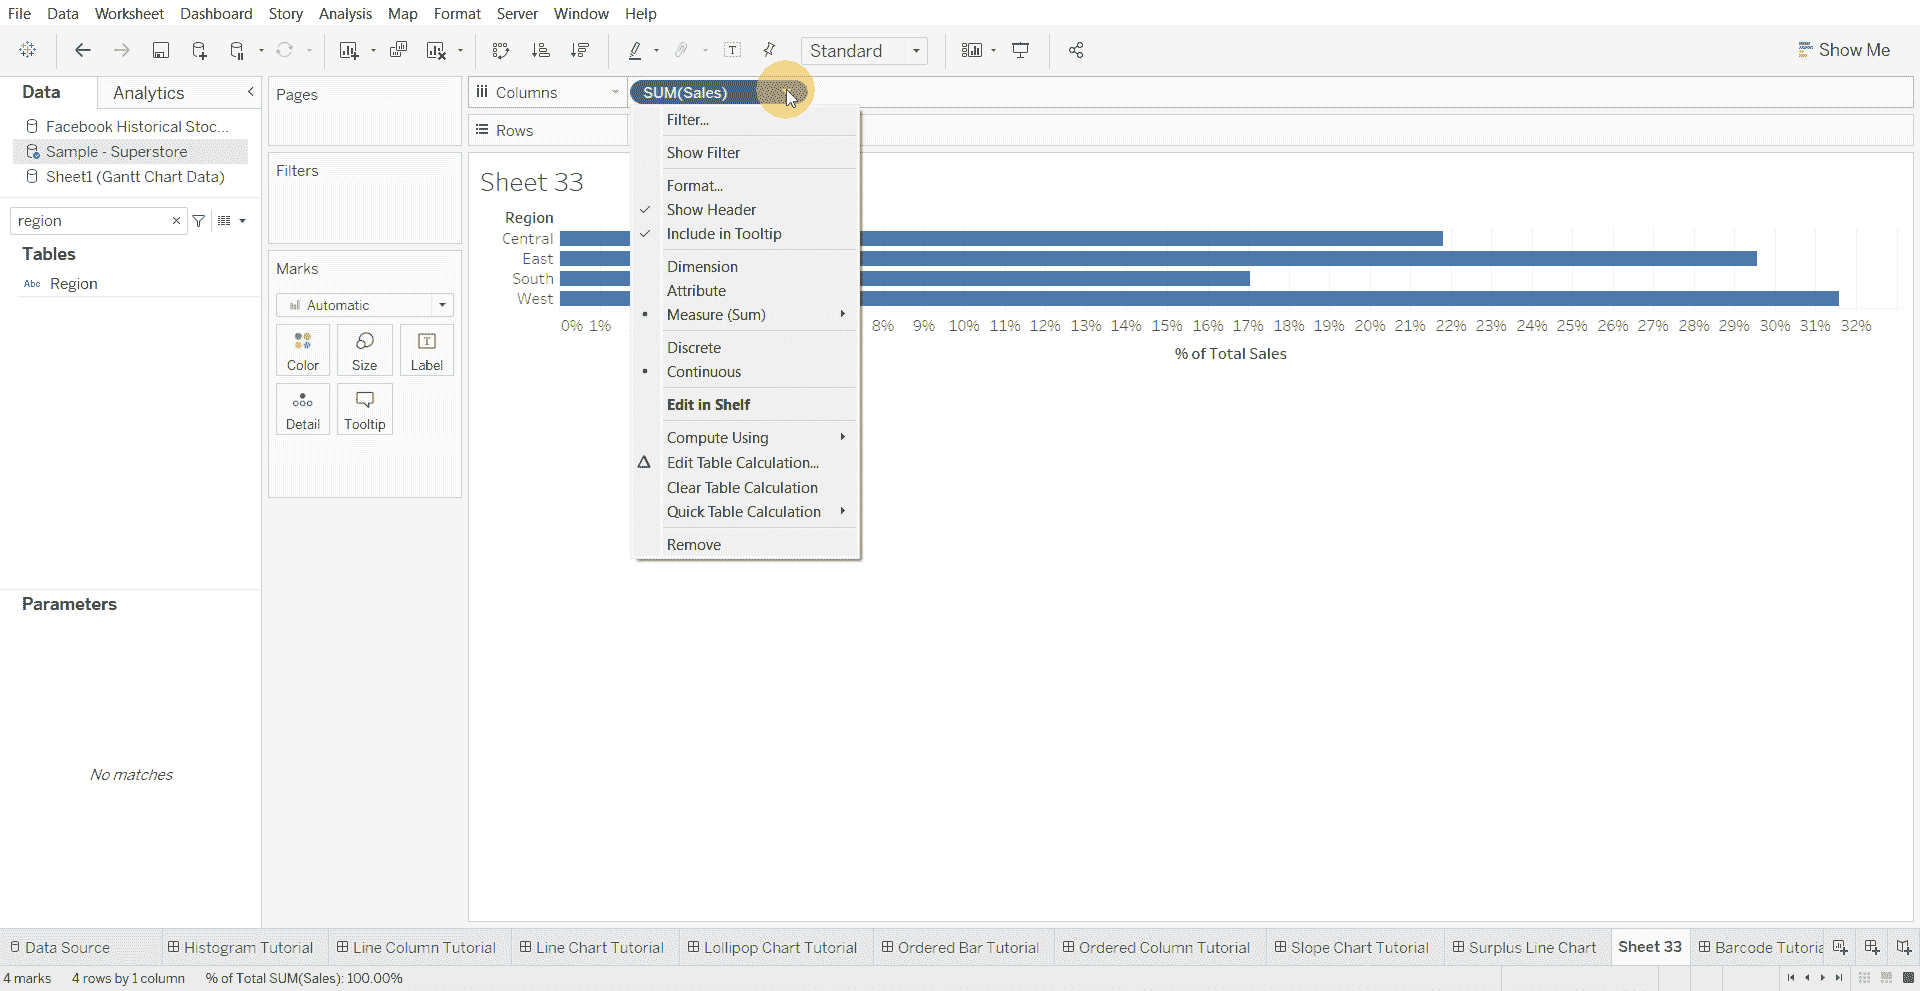 File Data Worksheet Dashboard Story Analysis Map Format Server Window Help
Standard
Show Me
Data Analytics
Facebook Historical Stoc...
Sample - Superstore
Sheet1 (Gantt Chart Data)
region
Tables
Abc Region
Parameters
No matches
Pages
Filters
Marks
Automatic
Color Size Label
Detail Tooltip
Columns
SUM(Sales)
Rows
Filter...
Show Filter
Format...
Show Header
Include in Tooltip
Dimension
Attribute
Measure (Sum)
Discrete
Continuous
Edit in Shelf
Compute Using
Edit Table Calculation...
Clear Table Calculation
Quick Table Calculation
Remove
Sheet 33
Region
Central
East
South
West
0% 1% 8% 9% 10% 11% 12% 13% 14% 15% 16% 17% 18% 19% 20% 21% 22% 23% 24% 25% 26% 27% 28% 29% 30% 31% 32%
% of Total Sales
Data Source Histogram Tutorial Line Column Tutorial Line Chart Tutorial Lollipop Chart Tutorial Ordered Bar Tutorial Ordered Column Tutorial Slope Chart Tutorial Surplus Line Chart Sheet 33 Barcode Tutoria
4 marks 4 rows by 1 column % of Total SUM(Sales): 100.00%